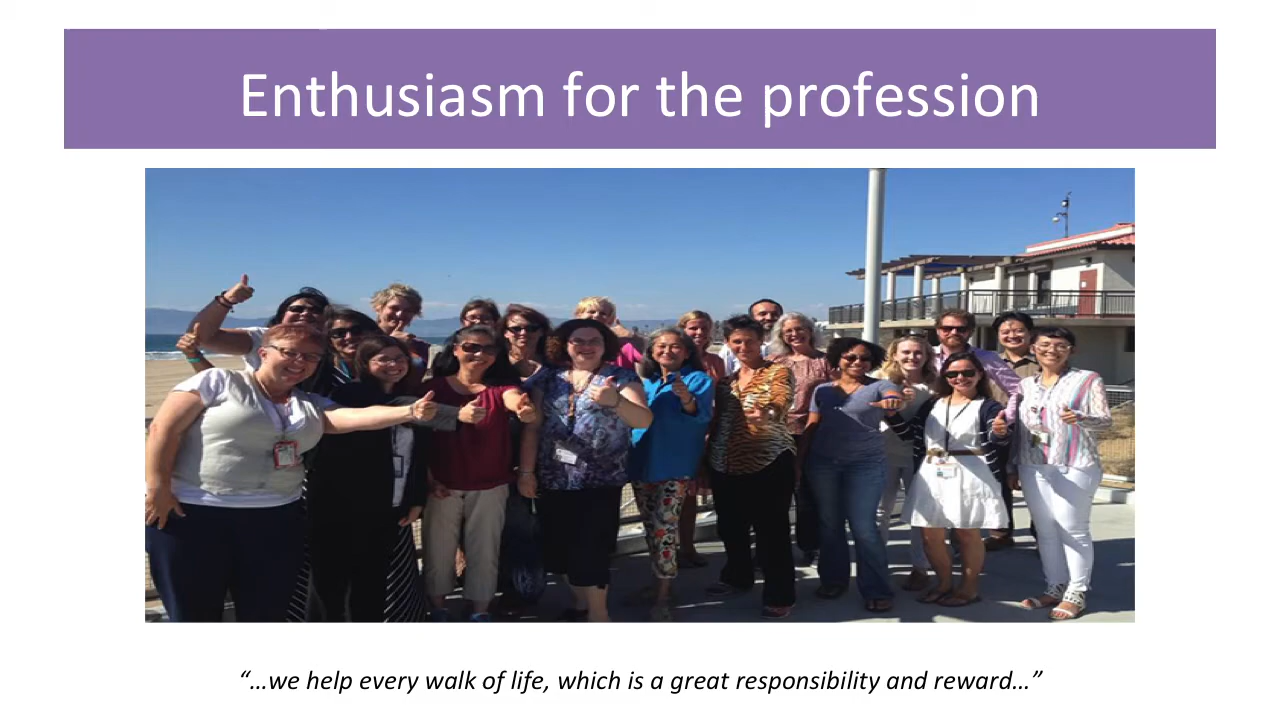 Enthusiasm for the profession
“…we help every walk of life, which is a great responsibility and reward…”